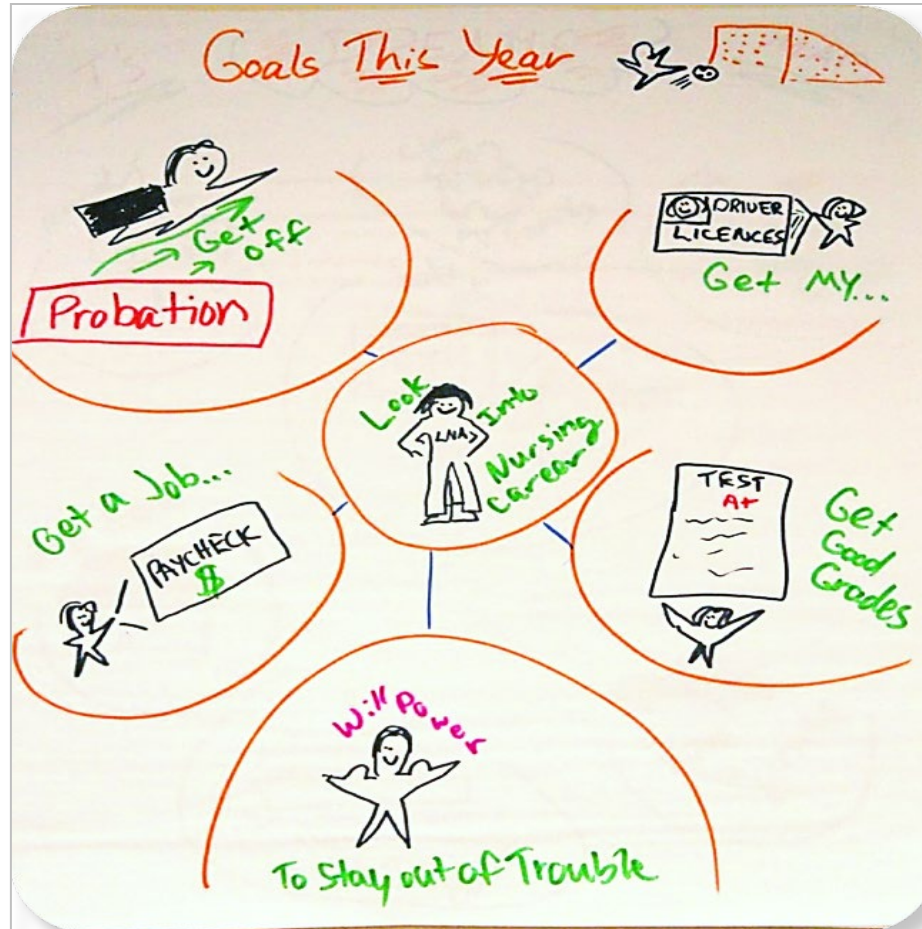 Goals This Year
Get
off
Probation
DRIVER
LICENCES
Get MY...
Look Into
Nursing
career
LNA
Get a Job...
PAYCHECK
$
TEST
A+
Get
Good
Grades
Will Power
To Stay out of Trouble